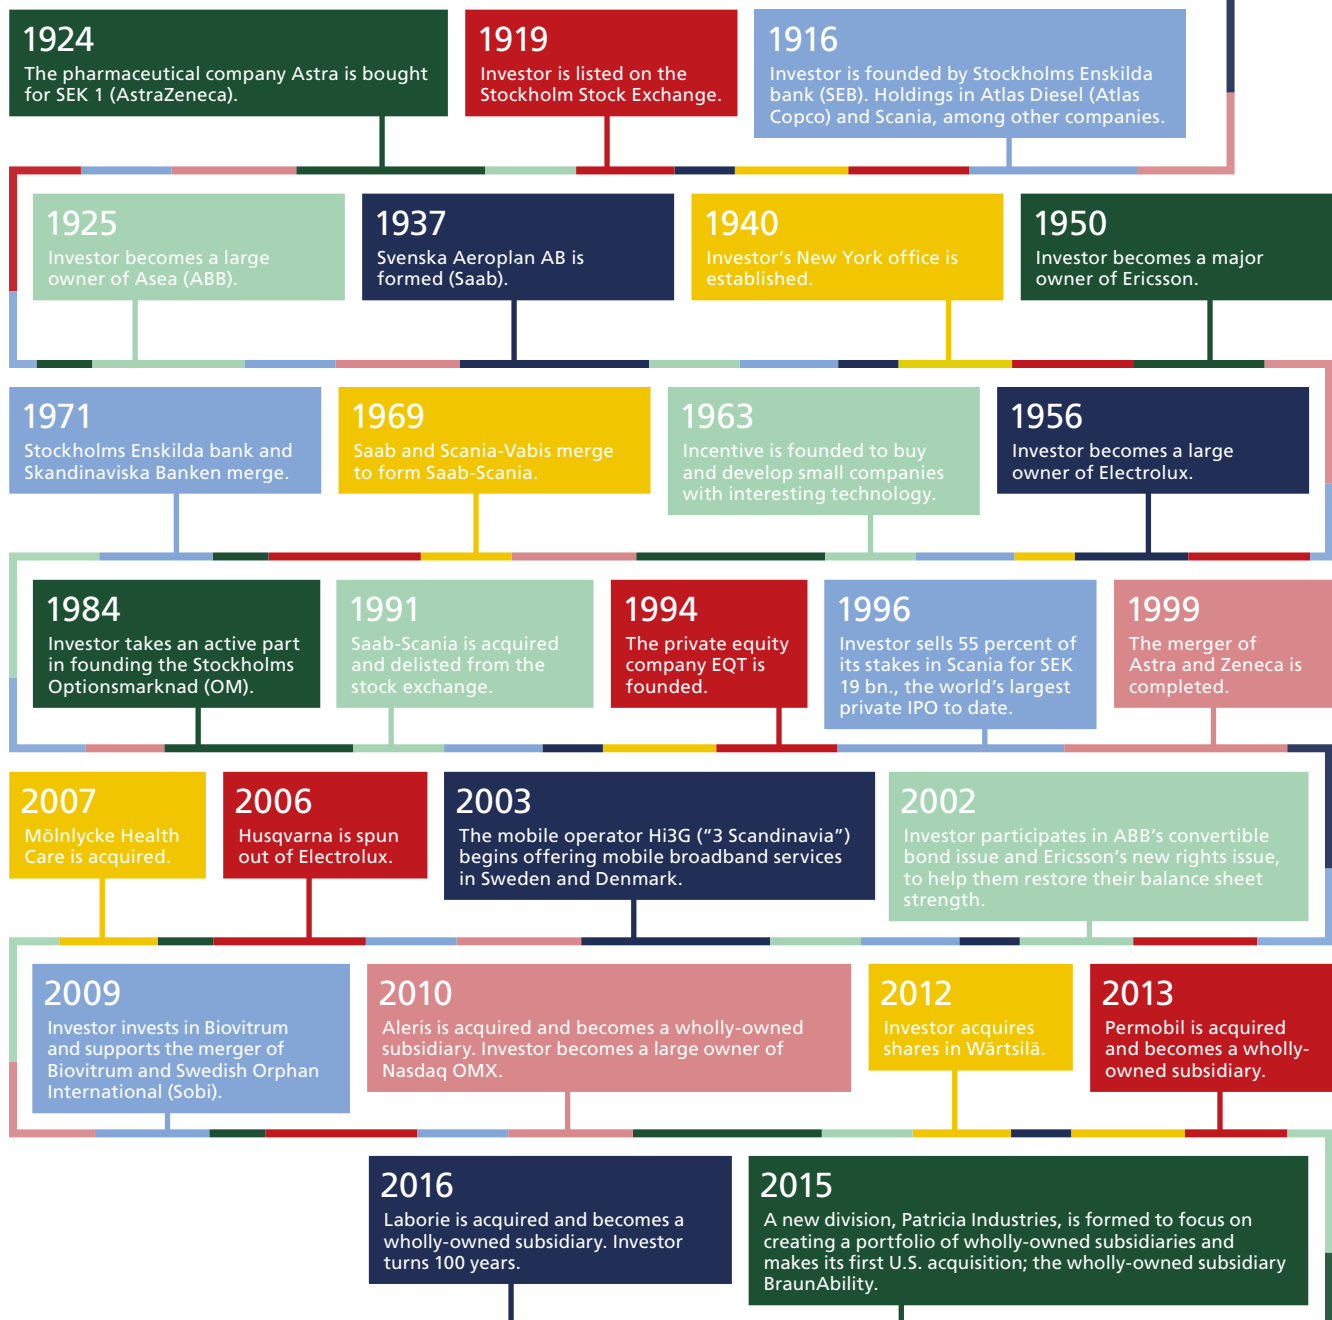 1924
The pharmaceutical company Astra is bought
for SEK 1 (AstraZeneca).
1919
Investor is listed on the
Stockholm Stock Exchange.
1916
Investor is founded by Stockholms Enskilda
bank (SEB). Holdings in Atlas Diesel (Atlas
Copco) and Scania, among other companies.
1925
Investor becomes a large
owner of Asea (ABB).
1937
Svenska Aeroplan AB is
formed (Saab).
1940
Investor’s New York office is
established.
1950
Investor becomes a major
owner of Ericsson.
1971
Stockholms Enskilda bank and
Skandinaviska Banken merge.
1969
Saab and Scania-Vabis merge
to form Saab-Scania.
1963
Incentive is founded to buy
and develop small companies
with interesting technology.
1956
Investor becomes a large
owner of Electrolux.
1984
Investor takes an active part
in founding the Stockholms
Optionsmarknad (OM).
1991
Saab-Scania is acquired
and delisted from the
stock exchange.
1994
The private equity
company EQT is
founded.
1996
Investor sells 55 percent of
its stakes in Scania for SEK
19 bn., the world’s largest
private IPO to date.
1999
The merger of
Astra and Zeneca is
completed.
2007
Mölnlycke Health
Care is acquired.
2006
Husqvarna is spun
out of Electrolux.
2003
The mobile operator Hi3G (“3 Scandinavia”)
begins offering mobile broadband services
in Sweden and Denmark.
2002
Investor participates in ABB’s convertible
bond issue and Ericsson’s new rights issue,
to help them restore their balance sheet
strength.
2009
Investor invests in Biovitrum
and supports the merger of
Biovitrum and Swedish Orphan
International (Sobi).
2010
Aleris is acquired and becomes a wholly-owned
subsidiary. Investor becomes a large owner of
Nasdaq OMX.
2012
Investor acquires
shares in Wärtsilä.
2013
Permobil is acquired
and becomes a wholly-
owned subsidiary.
2016
Laborie is acquired and becomes a
wholly-owned subsidiary. Investor
turns 100 years.
2015
A new division, Patricia Industries, is formed to focus on
creating a portfolio of wholly-owned subsidiaries and
makes its first U.S. acquisition; the wholly-owned subsidiary
BraunAbility.